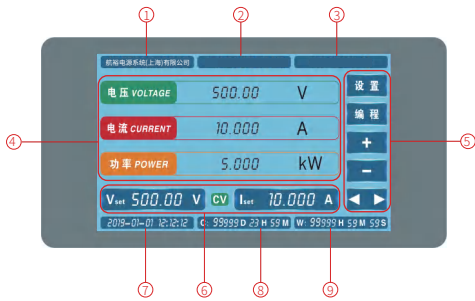 ① ② ③
航裕电源系统(上海)有限公司
电压 VOLTAGE 500.00 V
设置
④ 电流 CURRENT 10.000 A
编程
⑤
+
功率 POWER 5.000 kW
−
Vset 500.00 V CV Iset 10.000 A
◀ ▶
2019-01-01 12:12:12 C: 99999 D 23 H 59 M W: 99999 H 59 M 59 S
⑦ ⑥ ⑧ ⑨